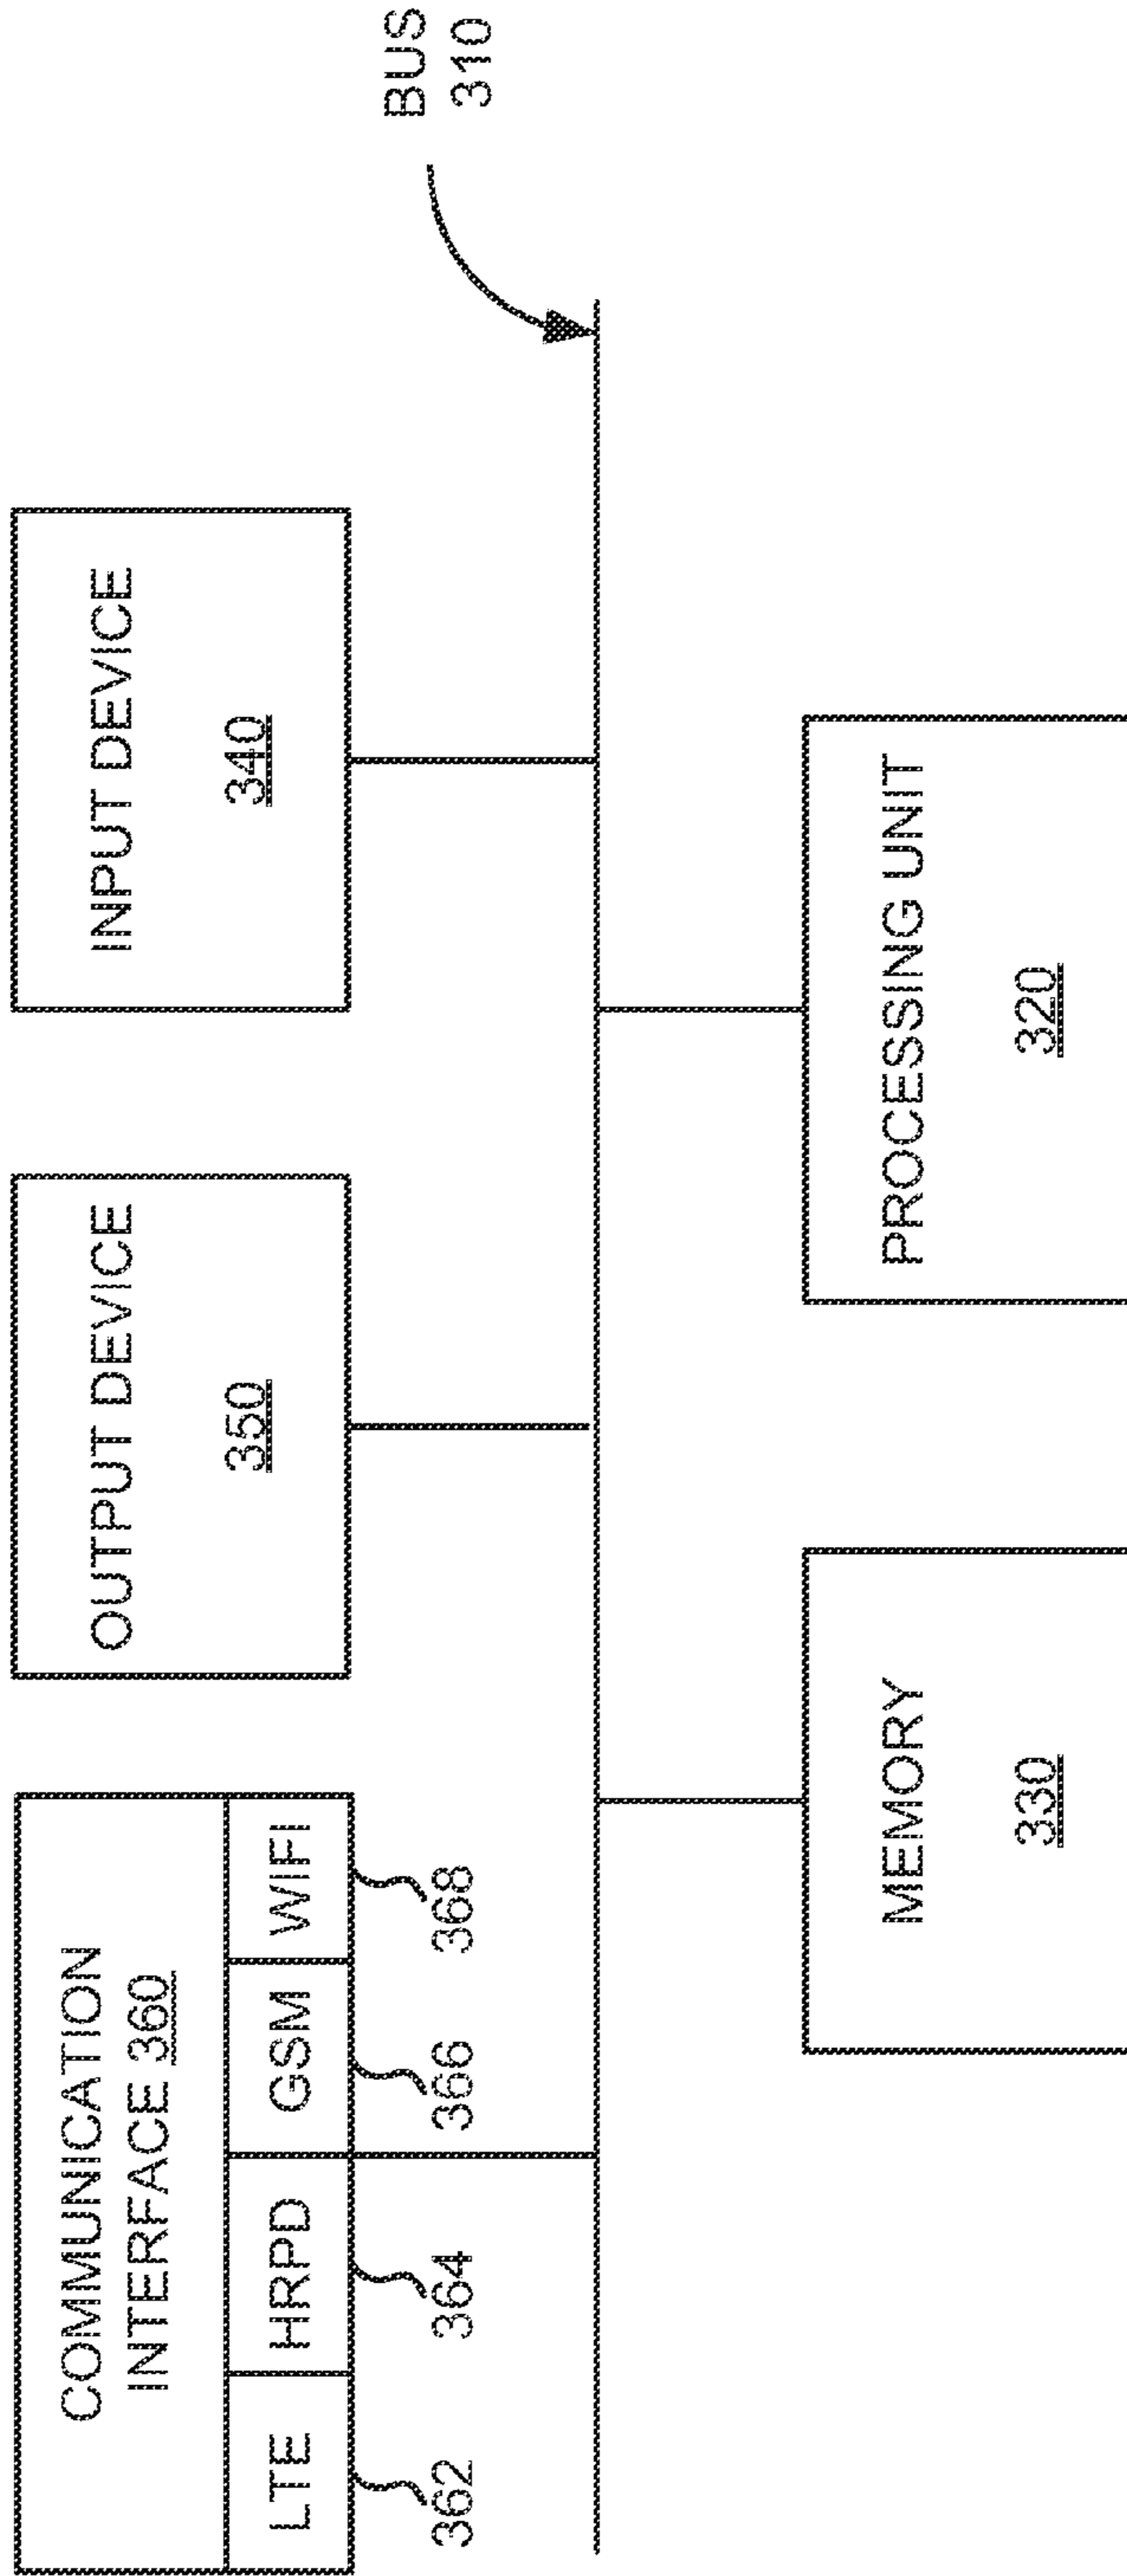 COMMUNICATION
INTERFACE 360
LTE HRPD GSM WIFI
362 364 366 368
OUTPUT DEVICE
350
INPUT DEVICE
340
BUS
310
MEMORY
330
PROCESSING UNIT
320